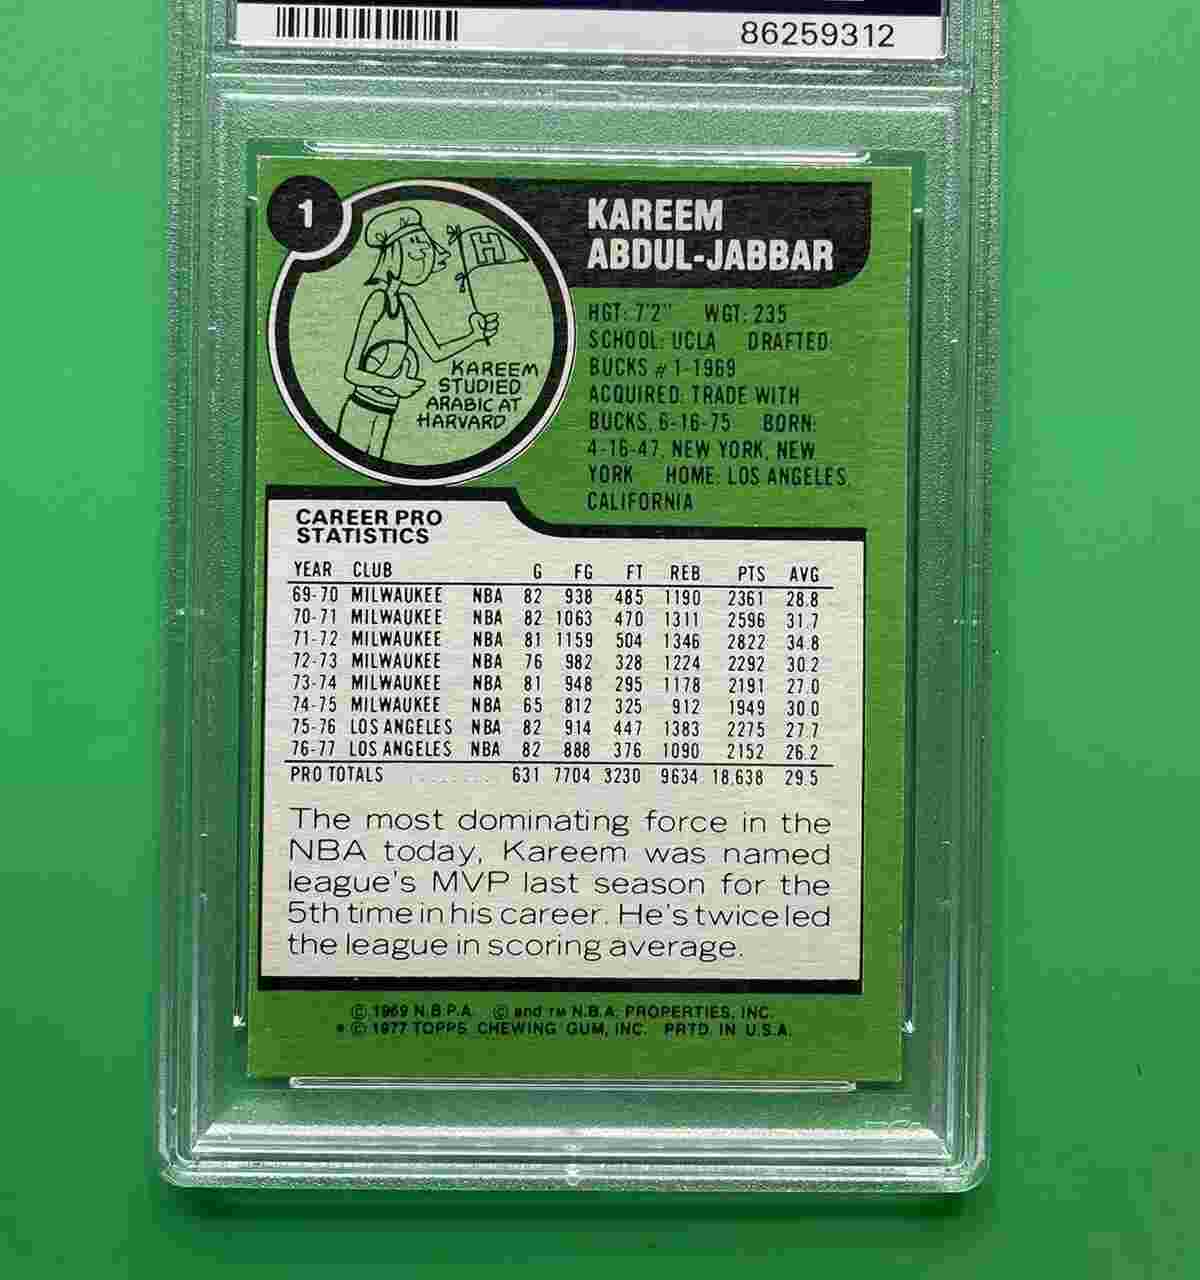 86259312
1
KAREEM
ABDUL-JABBAR
KAREEM
STUDIED
ARABIC AT
HARVARD
H
HGT: 7'2" WGT: 235
SCHOOL: UCLA DRAFTED:
BUCKS #1-1969
ACQUIRED: TRADE WITH
BUCKS, 6-16-75 BORN:
4-16-47, NEW YORK, NEW
YORK HOME: LOS ANGELES,
CALIFORNIA
CAREER PRO
STATISTICS
YEAR CLUB G FG FT REB PTS AVG
69-70 MILWAUKEE NBA 82 938 485 1190 2361 28.8
70-71 MILWAUKEE NBA 82 1063 470 1311 2596 31.7
71-72 MILWAUKEE NBA 81 1159 504 1346 2822 34.8
72-73 MILWAUKEE NBA 76 982 328 1224 2292 30.2
73-74 MILWAUKEE NBA 81 948 295 1178 2191 27.0
74-75 MILWAUKEE NBA 65 812 325 912 1949 30.0
75-76 LOS ANGELES NBA 82 914 447 1383 2275 27.7
76-77 LOS ANGELES NBA 82 888 376 1090 2152 26.2
PRO TOTALS ........ 631 7704 3230 9634 18,638 29.5
The most dominating force in the
NBA today, Kareem was named
league's MVP last season for the
5th time in his career. He's twice led
the league in scoring average.
© 1969 N.B.P.A. © and TM N.B.A. PROPERTIES, INC.
* © 1977 TOPPS CHEWING GUM, INC. PRTD. IN U.S.A.